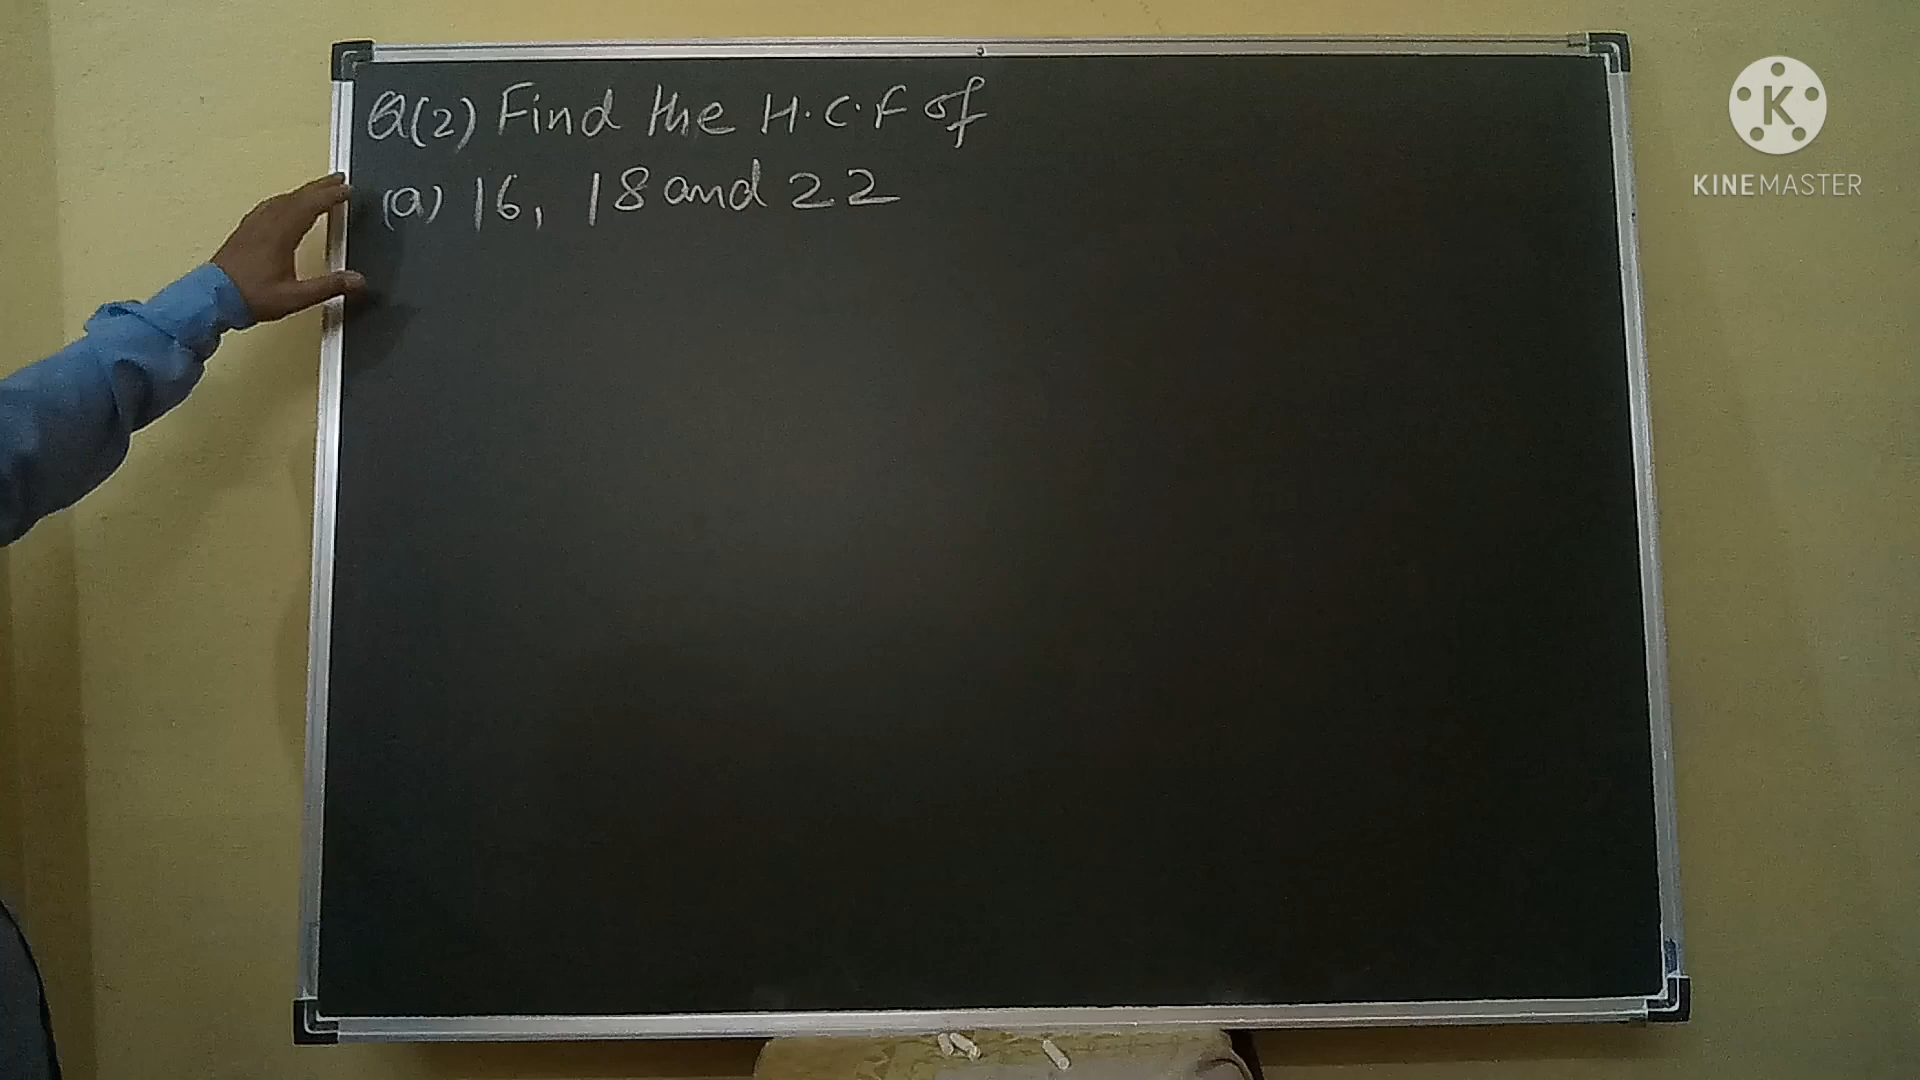 Q(2) Find the H.C.F of
(a) 16, 18 and 22
K
KINEMASTER